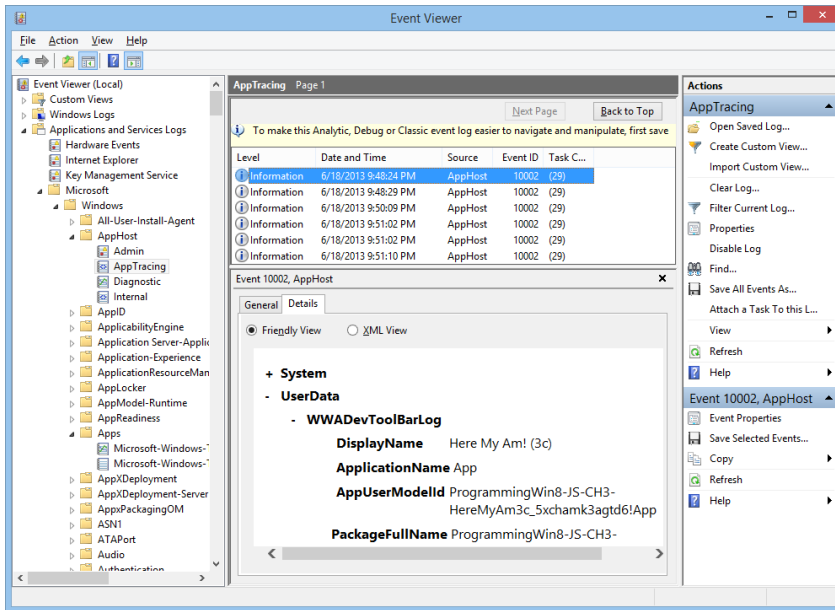 Event Viewer
File Action View Help
Event Viewer (Local)
Custom Views
Windows Logs
Applications and Services Logs
Hardware Events
Internet Explorer
Key Management Service
Microsoft
Windows
All-User-Install-Agent
AppHost
Admin
AppTracing
Diagnostic
Internal
AppID
ApplicabilityEngine
Application Server-Applic
Application-Experience
ApplicationResourceMan
AppLocker
AppModel-Runtime
AppReadiness
Apps
Microsoft-Windows-T
Microsoft-Windows-T
AppXDeployment
AppXDeployment-Server
AppxPackagingOM
ASN1
ATAPort
Audio
Authentication
AppTracing Page 1
Next Page Back to Top
To make this Analytic, Debug or Classic event log easier to navigate and manipulate, first save
Level Date and Time Source Event ID Task C...
Information 6/18/2013 9:48:24 PM AppHost 10002 (29)
Information 6/18/2013 9:48:29 PM AppHost 10002 (29)
Information 6/18/2013 9:50:09 PM AppHost 10002 (29)
Information 6/18/2013 9:51:02 PM AppHost 10002 (29)
Information 6/18/2013 9:51:02 PM AppHost 10002 (29)
Information 6/18/2013 9:51:10 PM AppHost 10002 (29)
Event 10002, AppHost
General Details
Friendly View XML View
+ System
- UserData
- WWADevToolBarLog
DisplayName Here My Am! (3c)
ApplicationName App
AppUserModelId ProgrammingWin8-JS-CH3-
HereMyAm3c_5xchamk3agtd6!App
PackageFullName ProgrammingWin8-JS-CH3-
Actions
AppTracing
Open Saved Log...
Create Custom View...
Import Custom View...
Clear Log...
Filter Current Log...
Properties
Disable Log
Find...
Save All Events As...
Attach a Task To this L...
View
Refresh
Help
Event 10002, AppHost
Event Properties
Save Selected Events...
Copy
Refresh
Help